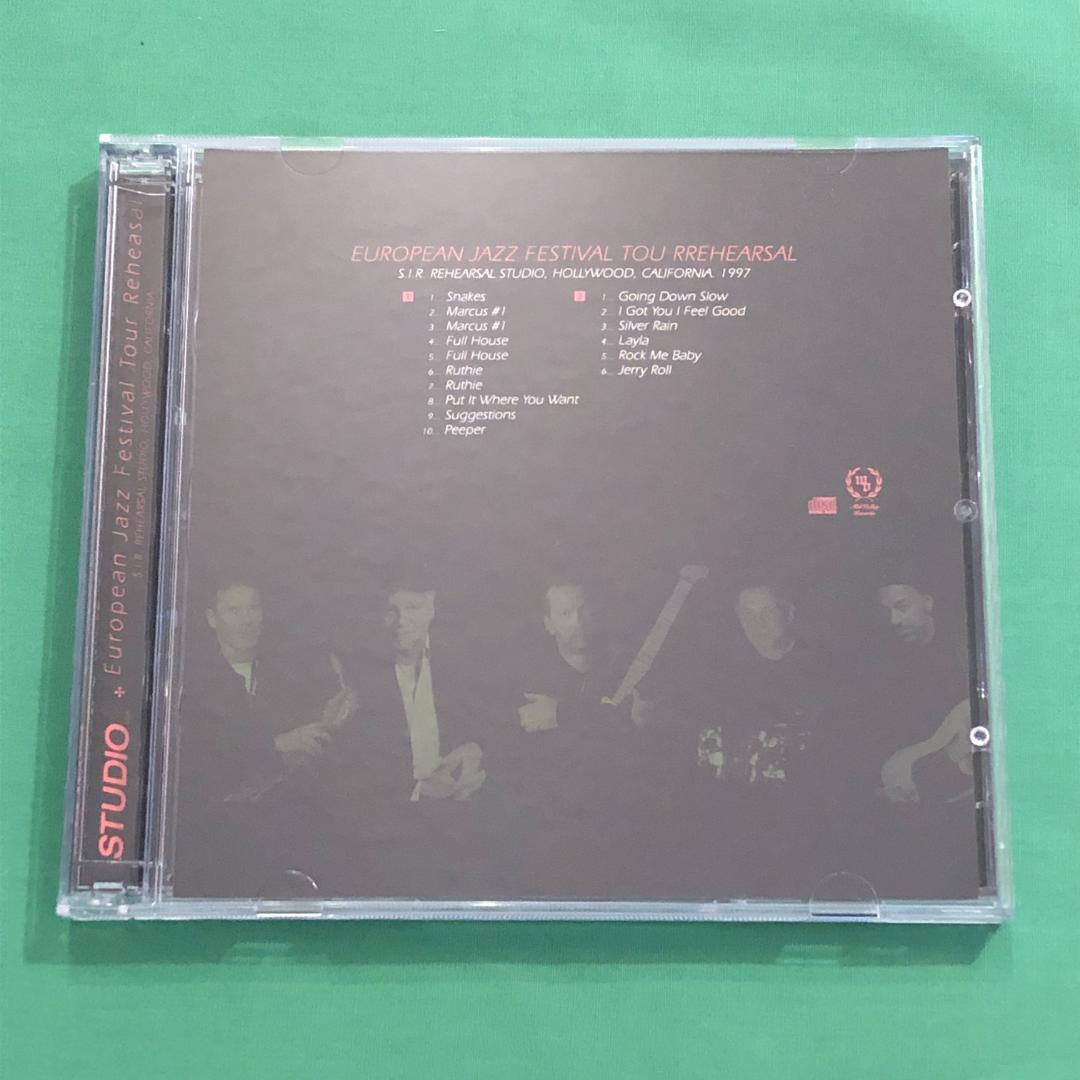 EUROPEAN JAZZ FESTIVAL TOU RREHEARSAL
S.I.R. REHEARSAL STUDIO, HOLLYWOOD, CALIFORNIA. 1997
1
1... Snakes
2... Marcus #1
3... Marcus #1
4... Full House
5... Full House
6... Ruthie
7... Ruthie
8... Put It Where You Want
9... Suggestions
10... Peeper
2
1... Going Down Slow
2... I Got You I Feel Good
3... Silver Rain
4... Layla
5... Rock Me Baby
6... Jerry Roll
STUDIO + European Jazz Festival Tour Reheasal
S.I.R. REHEARSAL STUDIO, HOLLYWOOD, CALIFORNIA